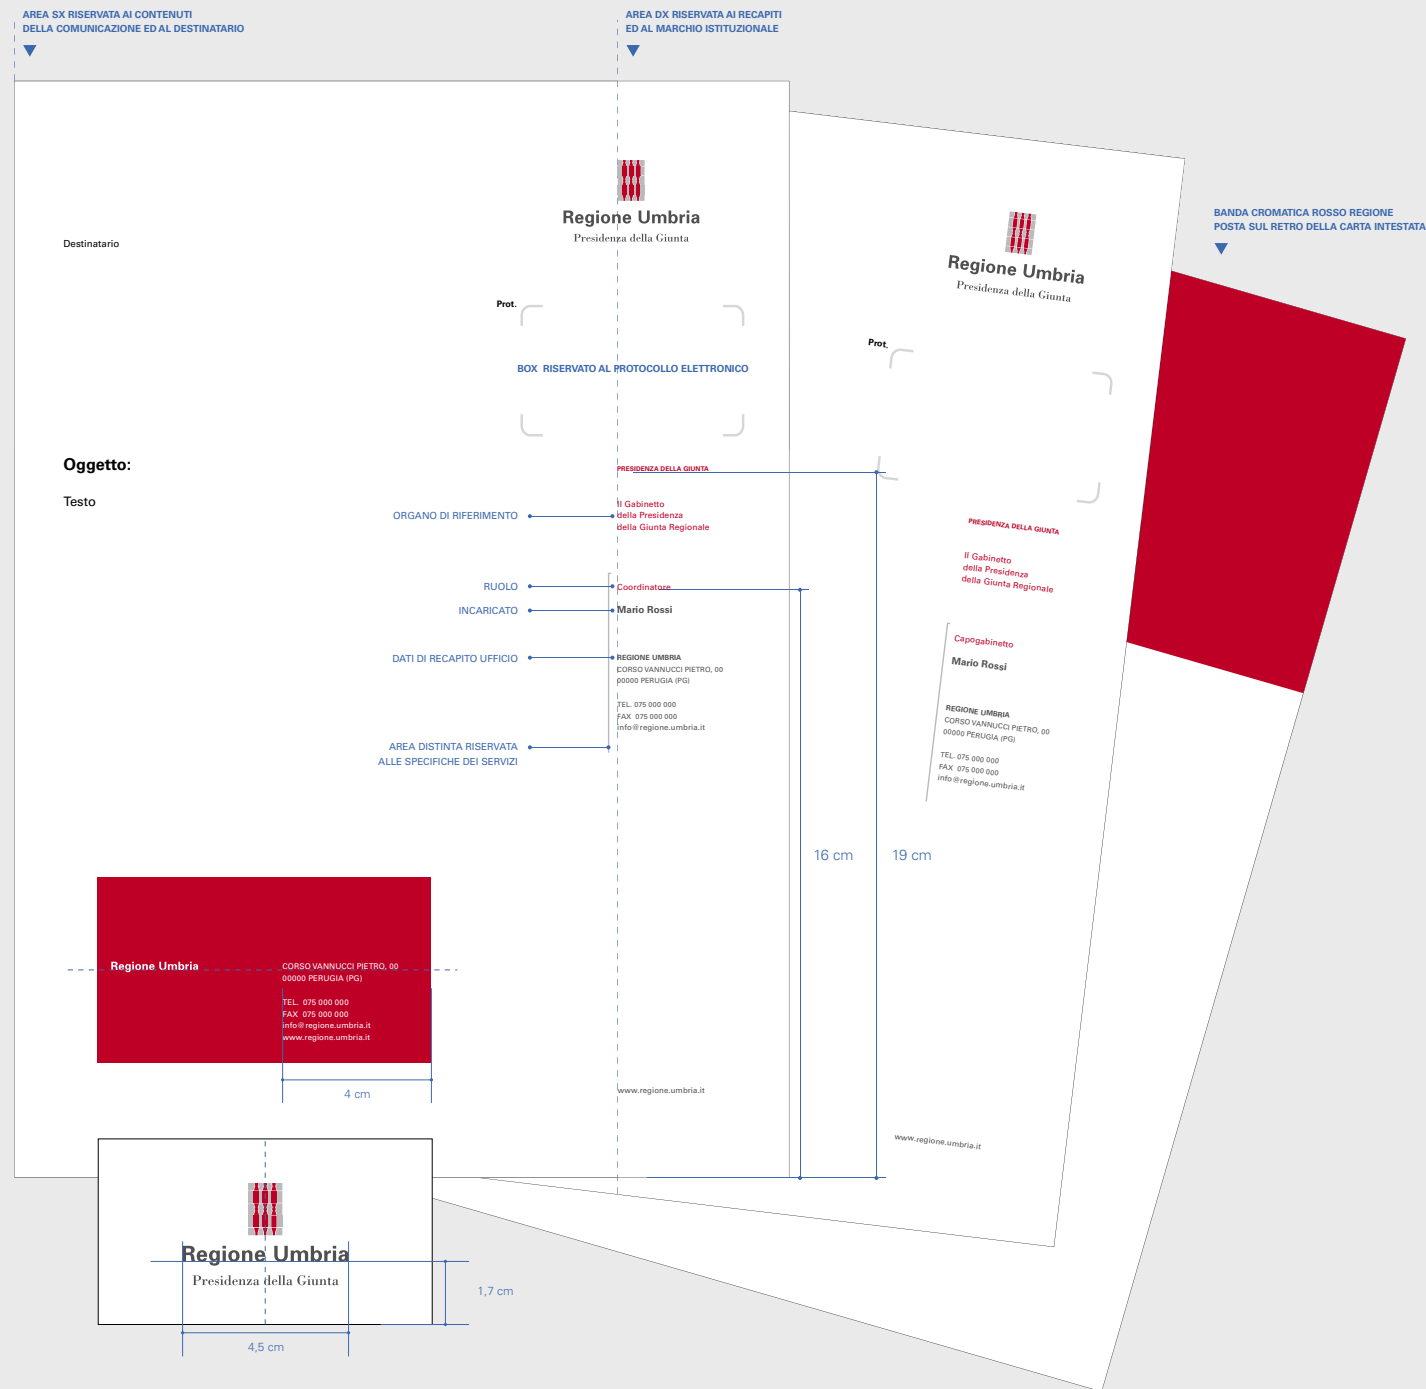 AREA SX RISERVATA AI CONTENUTI
DELLA COMUNICAZIONE ED AL DESTINATARIO
AREA DX RISERVATA AI RECAPITI
ED AL MARCHIO ISTITUZIONALE
Regione Umbria
Presidenza della Giunta
Destinatario
Prot.
BOX RISERVATO AL PROTOCOLLO ELETTRONICO
Oggetto:
Testo
PRESIDENZA DELLA GIUNTA
ORGANO DI RIFERIMENTO
Il Gabinetto
della Presidenza
della Giunta Regionale
RUOLO
Coordinatore
INCARICATO
Mario Rossi
DATI DI RECAPITO UFFICIO
REGIONE UMBRIA
CORSO VANNUCCI PIETRO, 00
00000 PERUGIA (PG)
TEL. 075 000 000
FAX 075 000 000
info@regione.umbria.it
AREA DISTINTA RISERVATA
ALLE SPECIFICHE DEI SERVIZI
16 cm
19 cm
www.regione.umbria.it
Regione Umbria
Presidenza della Giunta
Prot.
PRESIDENZA DELLA GIUNTA
Il Gabinetto
della Presidenza
della Giunta Regionale
Capogabinetto
Mario Rossi
REGIONE UMBRIA
CORSO VANNUCCI PIETRO, 00
00000 PERUGIA (PG)
TEL. 075 000 000
FAX 075 000 000
info@regione.umbria.it
www.regione.umbria.it
BANDA CROMATICA ROSSO REGIONE
POSTA SUL RETRO DELLA CARTA INTESTATA
Regione Umbria
CORSO VANNUCCI PIETRO, 00
00000 PERUGIA (PG)
TEL. 075 000 000
FAX 075 000 000
info@regione.umbria.it
www.regione.umbria.it
4 cm
Regione Umbria
Presidenza della Giunta
1,7 cm
4,5 cm